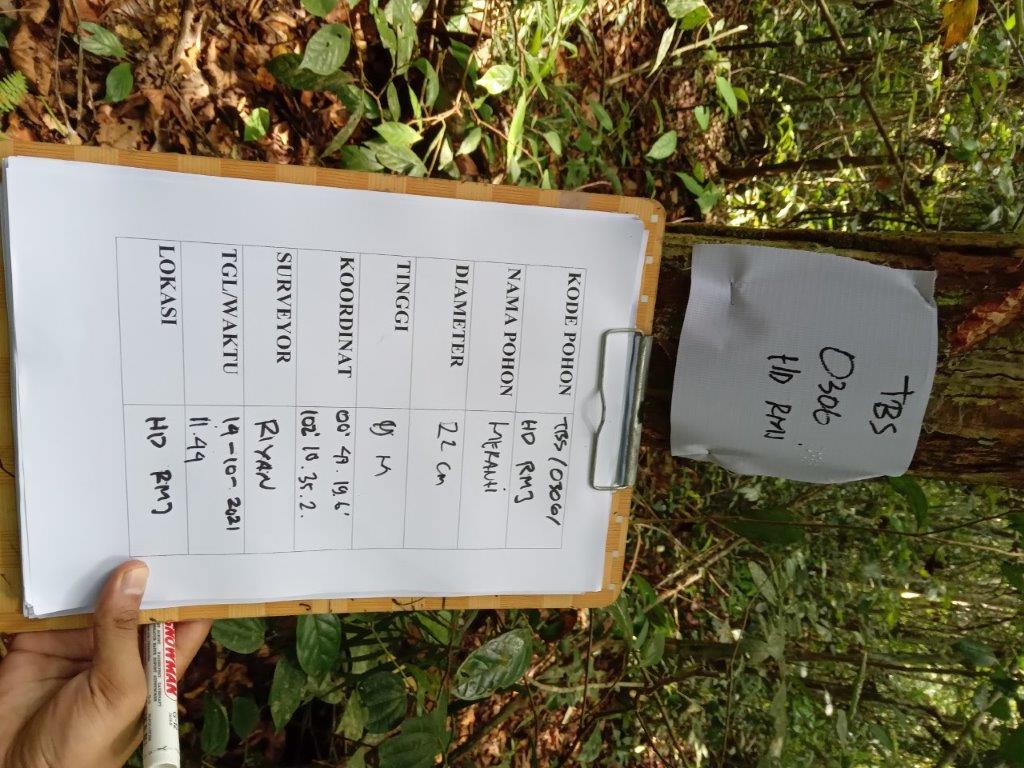 KODE POHON TBS/0306/
HD RMJ
NAMA POHON MERANTI
DIAMETER 22 cm
TINGGI M
KOORDINAT 00° 49. 19,6'
102° 10. 35. 2.
SURVEYOR RIYAN
TGL/WAKTU 19-10-2021
11.49
LOKASI HD RMJ
TBS
0306
HD RMJ
SNOWMAN